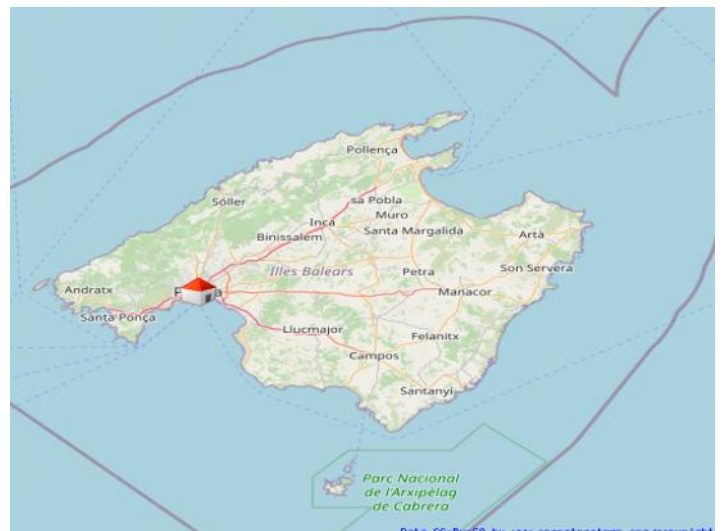 Pollença
sa Pobla
Sóller
Muro
Inca
Santa Margalida
Binissalem
Artà
Illes Balears
Petra
Son Servera
Andratx
Manacor
Santa Ponça
Llucmajor
Felanitx
Campos
Santanyí
Parc Nacional
de l'Arxipèlag
de Cabrera